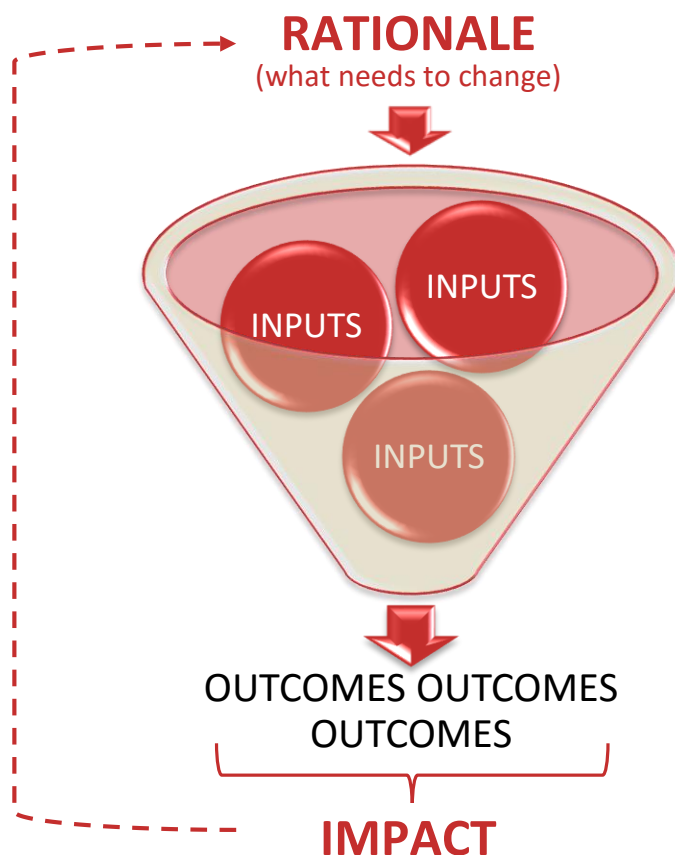 RATIONALE
(what needs to change)
INPUTS
INPUTS
INPUTS
OUTCOMES OUTCOMES
OUTCOMES
IMPACT